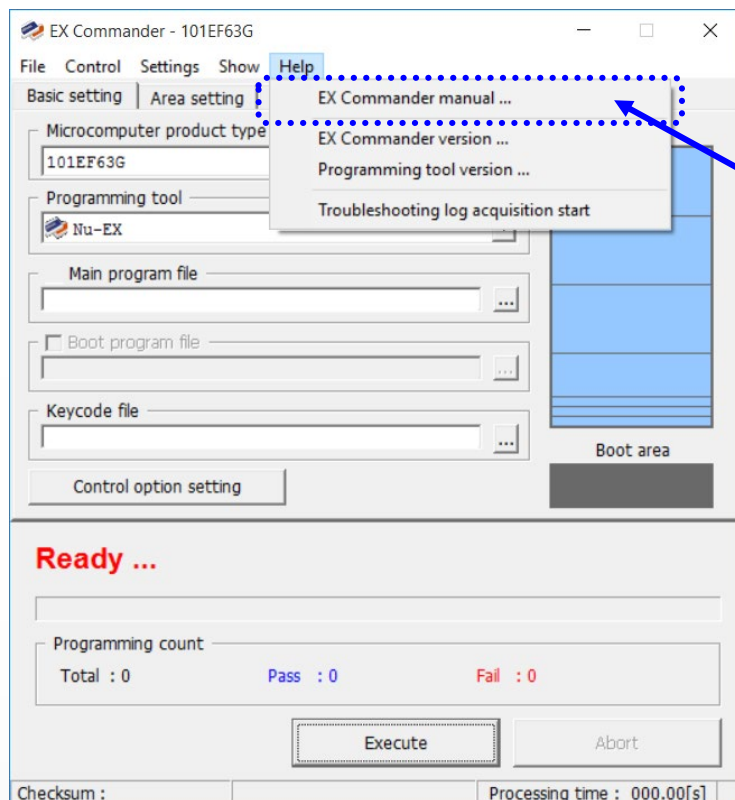 EX Commander - 101EF63G
File Control Settings Show Help
Basic setting Area setting
EX Commander manual ...
EX Commander version ...
Programming tool version ...
Troubleshooting log acquisition start
Microcomputer product type
101EF63G
Programming tool
Nu-EX
Main program file
...
Boot program file
...
Keycode file
...
Boot area
Control option setting
Ready ...
Programming count
Total : 0 Pass : 0 Fail : 0
Execute Abort
Checksum : Processing time : 000.00[s]